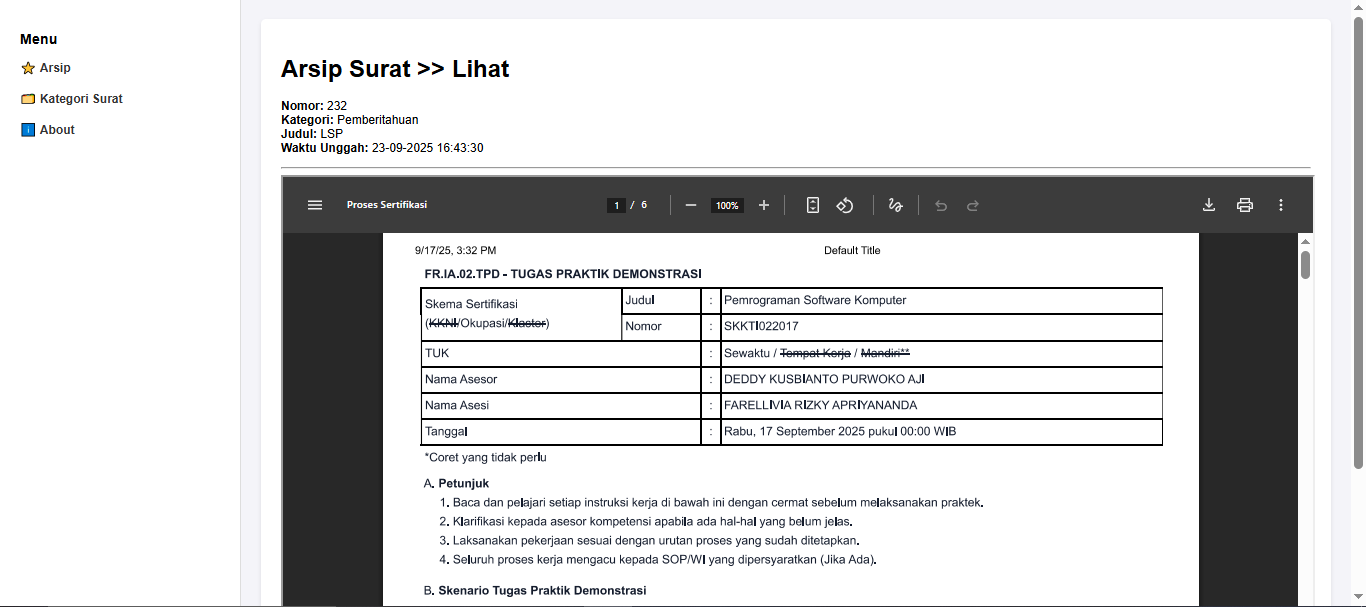 Menu
Arsip
Kategori Surat
About
Arsip Surat >> Lihat
Nomor: 232
Kategori: Pemberitahuan
Judul: LSP
Waktu Unggah: 23-09-2025 16:43:30
Proses Sertifikasi
1 / 6
100%
9/17/25, 3:32 PM Default Title
FR.IA.02.TPD - TUGAS PRAKTIK DEMONSTRASI
Skema Sertifikasi
(KKNI/Okupasi/Klaster)
Judul : Pemrograman Software Komputer
Nomor : SKKTI022017
TUK : Sewaktu / Tempat Kerja / Mandiri**
Nama Asesor : DEDDY KUSBIANTO PURWOKO AJI
Nama Asesi : FARELLIVIA RIZKY APRIYANANDA
Tanggal : Rabu, 17 September 2025 pukul 00:00 WIB
*Coret yang tidak perlu
A. Petunjuk
1. Baca dan pelajari setiap instruksi kerja di bawah ini dengan cermat sebelum melaksanakan praktek.
2. Klarifikasi kepada asesor kompetensi apabila ada hal-hal yang belum jelas.
3. Laksanakan pekerjaan sesuai dengan urutan proses yang sudah ditetapkan.
4. Seluruh proses kerja mengacu kepada SOP/WI yang dipersyaratkan (Jika Ada).
B. Skenario Tugas Praktik Demonstrasi